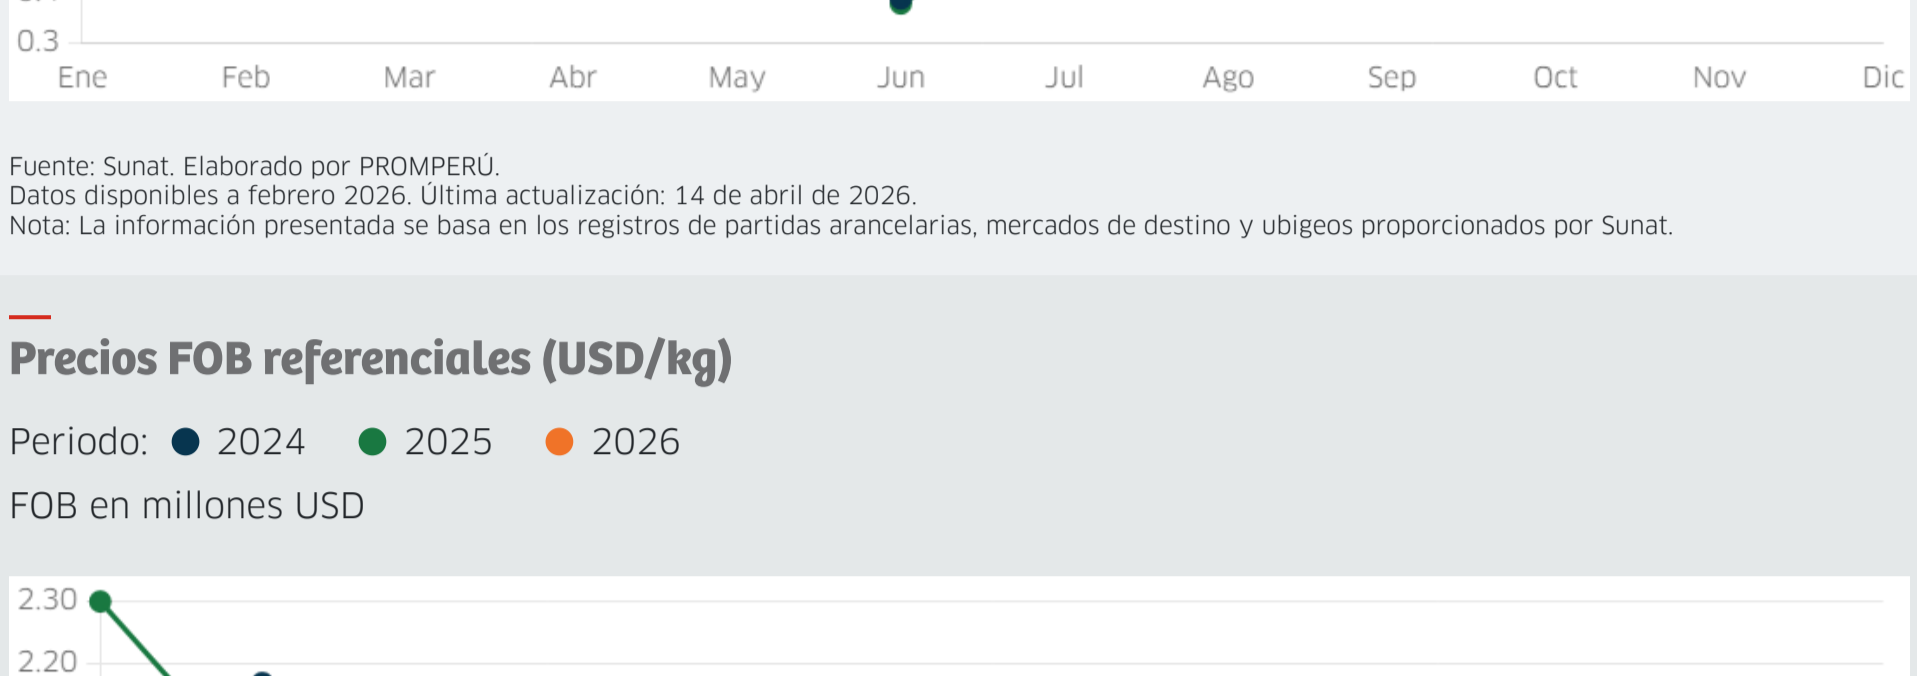 0.3
Ene Feb Mar Abr May Jun Jul Ago Sep Oct Nov Dic
Fuente: Sunat. Elaborado por PROMPERÚ.
Datos disponibles a febrero 2026. Última actualización: 14 de abril de 2026.
Nota: La información presentada se basa en los registros de partidas arancelarias, mercados de destino y ubigeos proporcionados por Sunat.
Precios FOB referenciales (USD/kg)
Periodo: 2024 2025 2026
FOB en millones USD
2.30
2.20